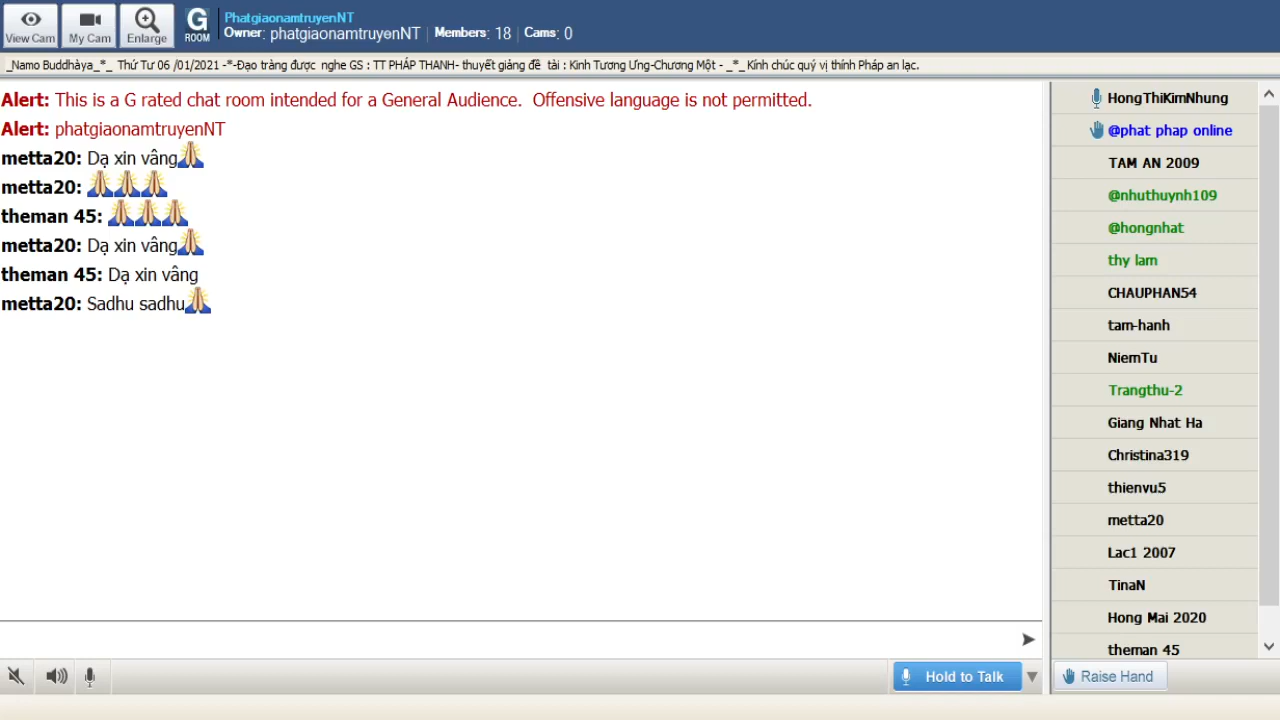 View Cam
My Cam
Enlarge
G
ROOM
PhatgiaonamtruyenNT
Owner: phatgiaonamtruyenNT Members: 18 Cams: 0
_Namo Buddhàya_*_ Thứ Tư 06 /01/2021 -*-Đạo tràng được nghe GS : TT PHÁP THANH- thuyết giảng đề tài : Kinh Tương Ưng-Chương Một - _*_Kính chúc quý vị thính Pháp an lạc.
Alert: This is a G rated chat room intended for a General Audience. Offensive language is not permitted.
Alert: phatgiaonamtruyenNT
metta20: Dạ xin vâng
metta20:
theman 45:
metta20: Dạ xin vâng
theman 45: Dạ xin vâng
metta20: Sadhu sadhu
HongThiKimNhung
@phat phap online
TAM AN 2009
@nhuthuynh109
@hongnhat
thy lam
CHAUPHAN54
tam-hanh
NiemTu
Trangthu-2
Giang Nhat Ha
Christina319
thienvu5
metta20
Lac1 2007
TinaN
Hong Mai 2020
theman 45
Hold to Talk
Raise Hand